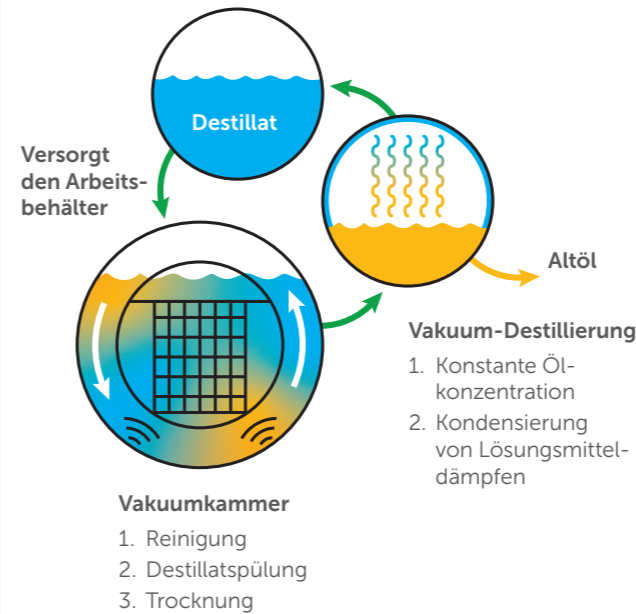 Destillat
Versorgt
den Arbeits-
behälter
Altöl
Vakuum-Destillierung
1. Konstante Öl-
konzentration
2. Kondensierung
von Lösungsmittel-
dämpfen
Vakuumkammer
1. Reinigung
2. Destillatspülung
3. Trocknung